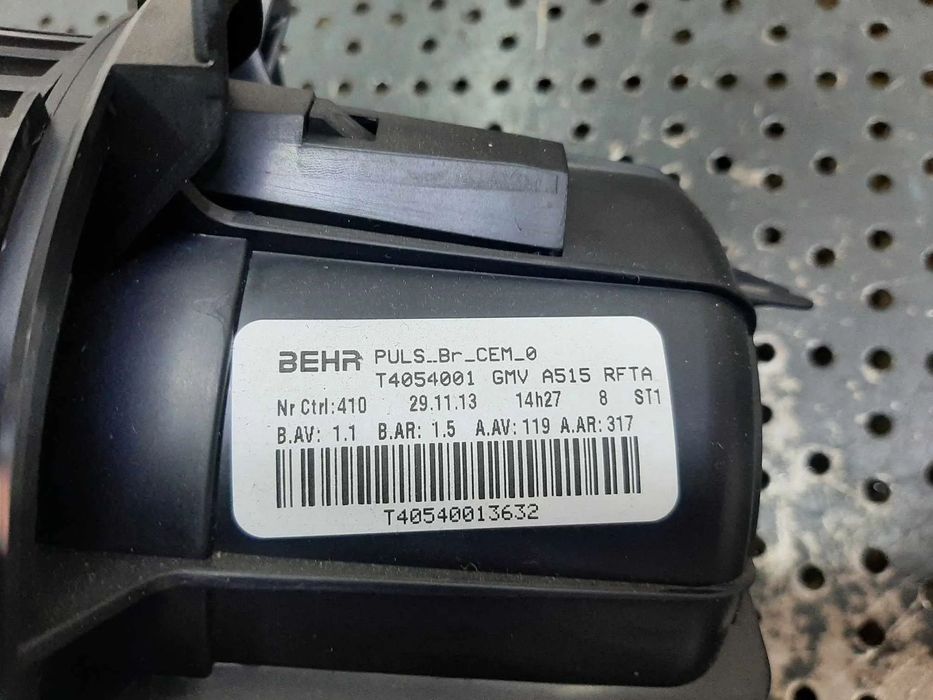 BEHR PULS_Br_CEM_0
T4054001 GMV A515 RFTA
Nr Ctrl:410 29.11.13 14h27 8 ST1
B.AV: 1.1 B.AR: 1.5 A.AV:119 A.AR:317
T40540013632